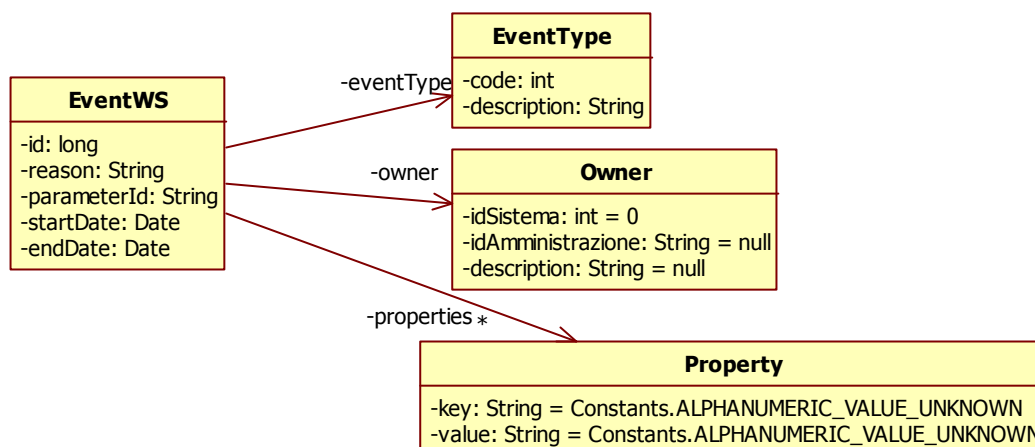 EventType
-code: int
-description: String
-eventType
EventWS
-id: long
-reason: String
-parameterId: String
-startDate: Date
-endDate: Date
-owner
Owner
-idSistema: int = 0
-idAmministrazione: String = null
-description: String = null
-properties *
Property
-key: String = Constants.ALPHANUMERIC_VALUE_UNKNOWN
-value: String = Constants.ALPHANUMERIC_VALUE_UNKNOWN